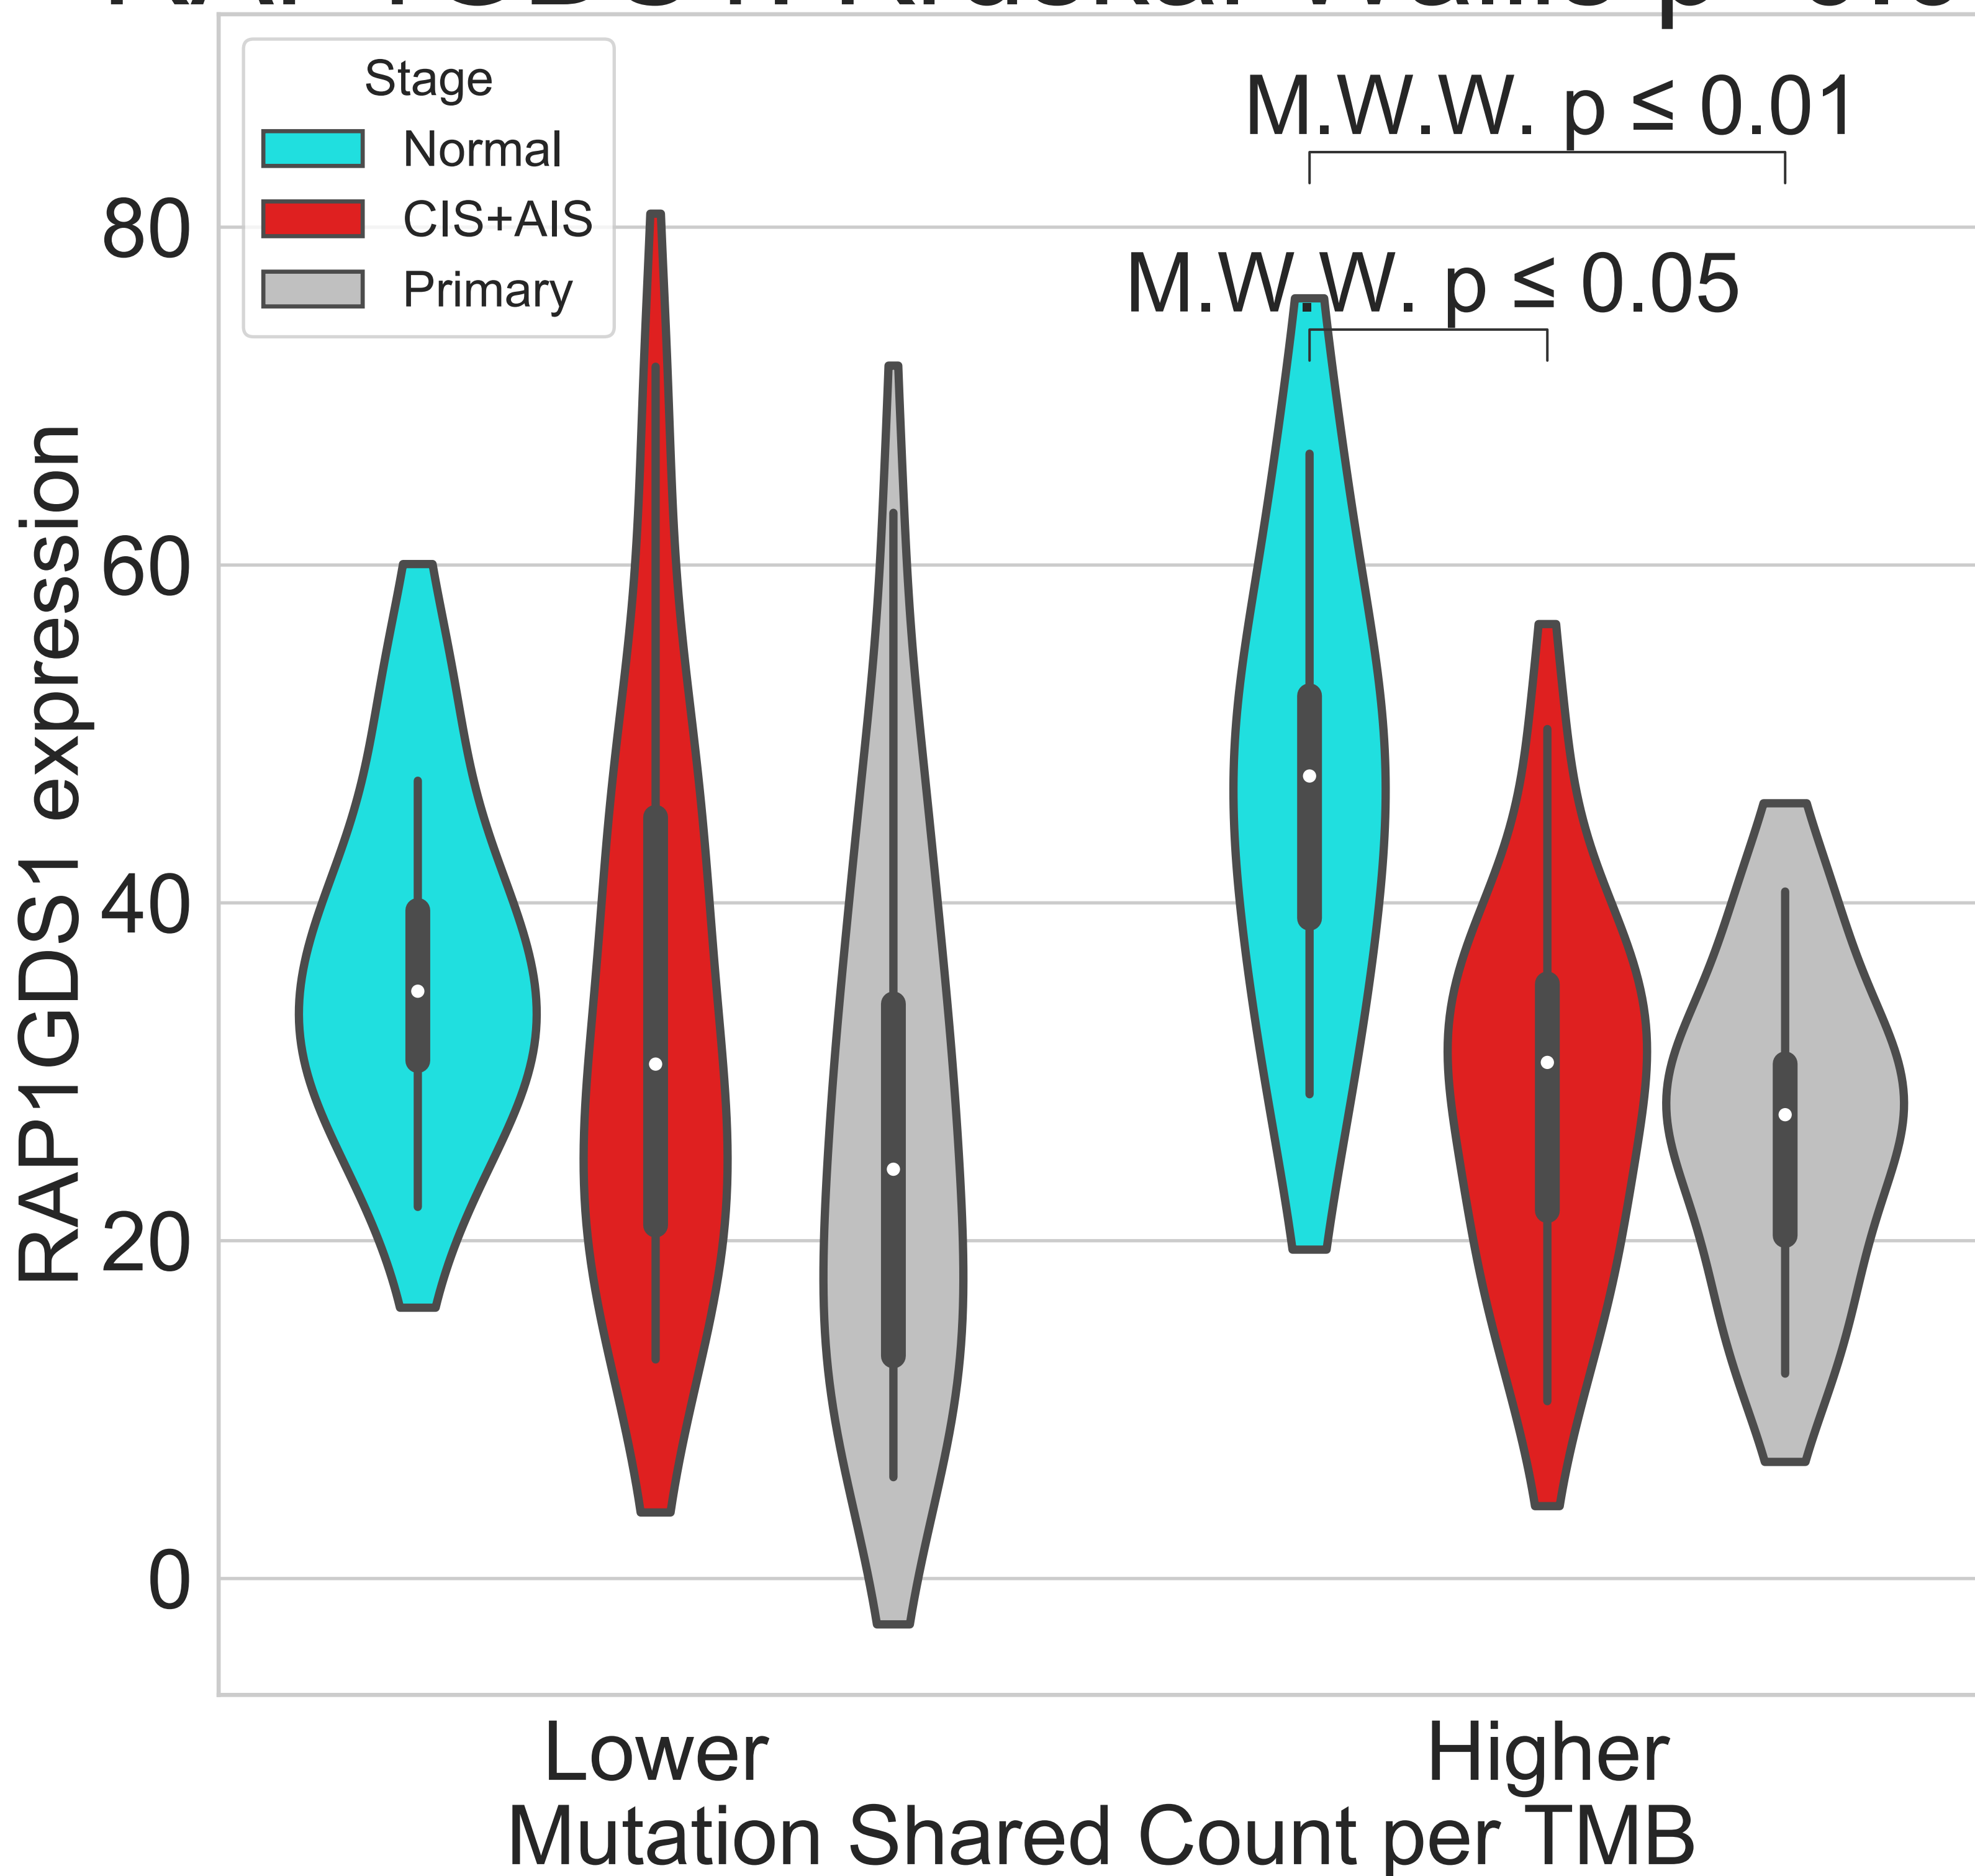 Stage
Normal
CIS+AIS
Primary
M.W.W. p ≤ 0.01
M.W.W. p ≤ 0.05
80
60
40
20
0
RAP1GDS1 expression
Lower
Higher
Mutation Shared Count per TMB